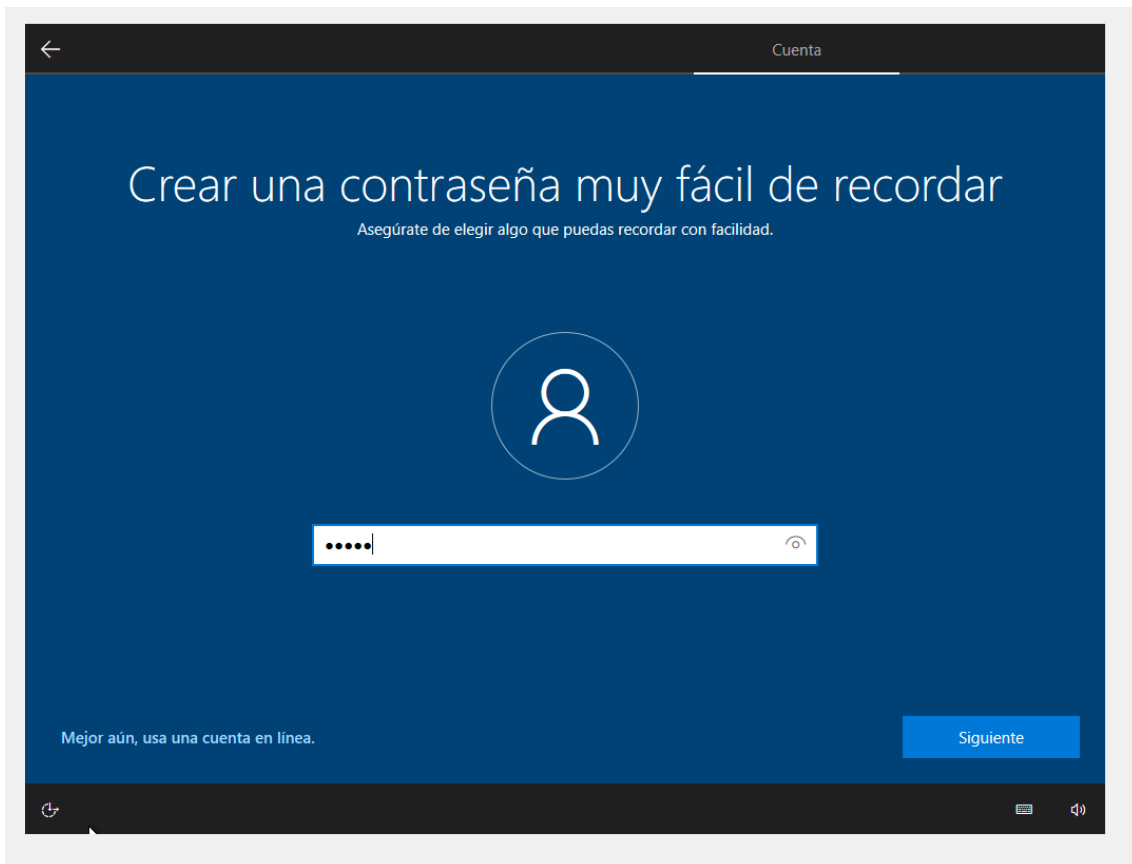 Cuenta
Crear una contraseña muy fácil de recordar
Asegúrate de elegir algo que puedas recordar con facilidad.
•••••
Mejor aún, usa una cuenta en línea.
Siguiente